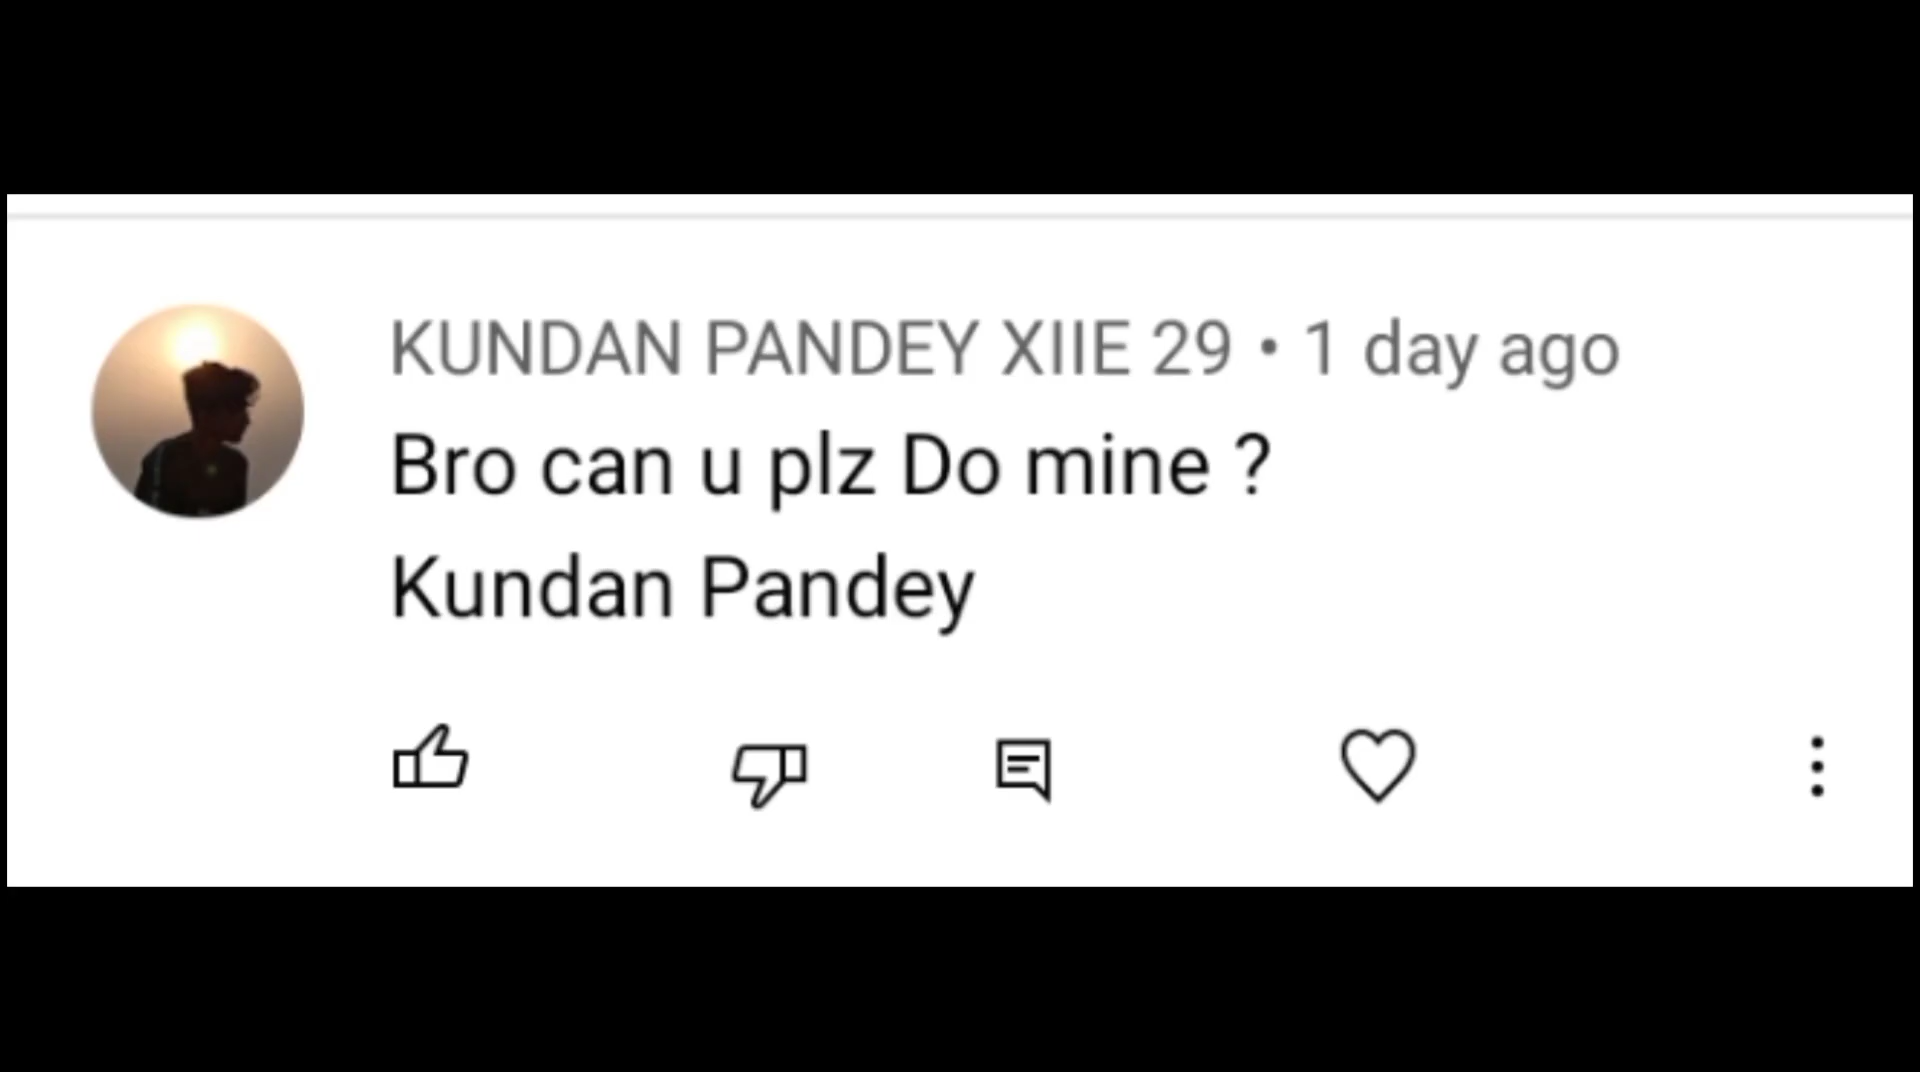 KUNDAN PANDEY XIIE 29 • 1 day ago
Bro can u plz Do mine ?
Kundan Pandey